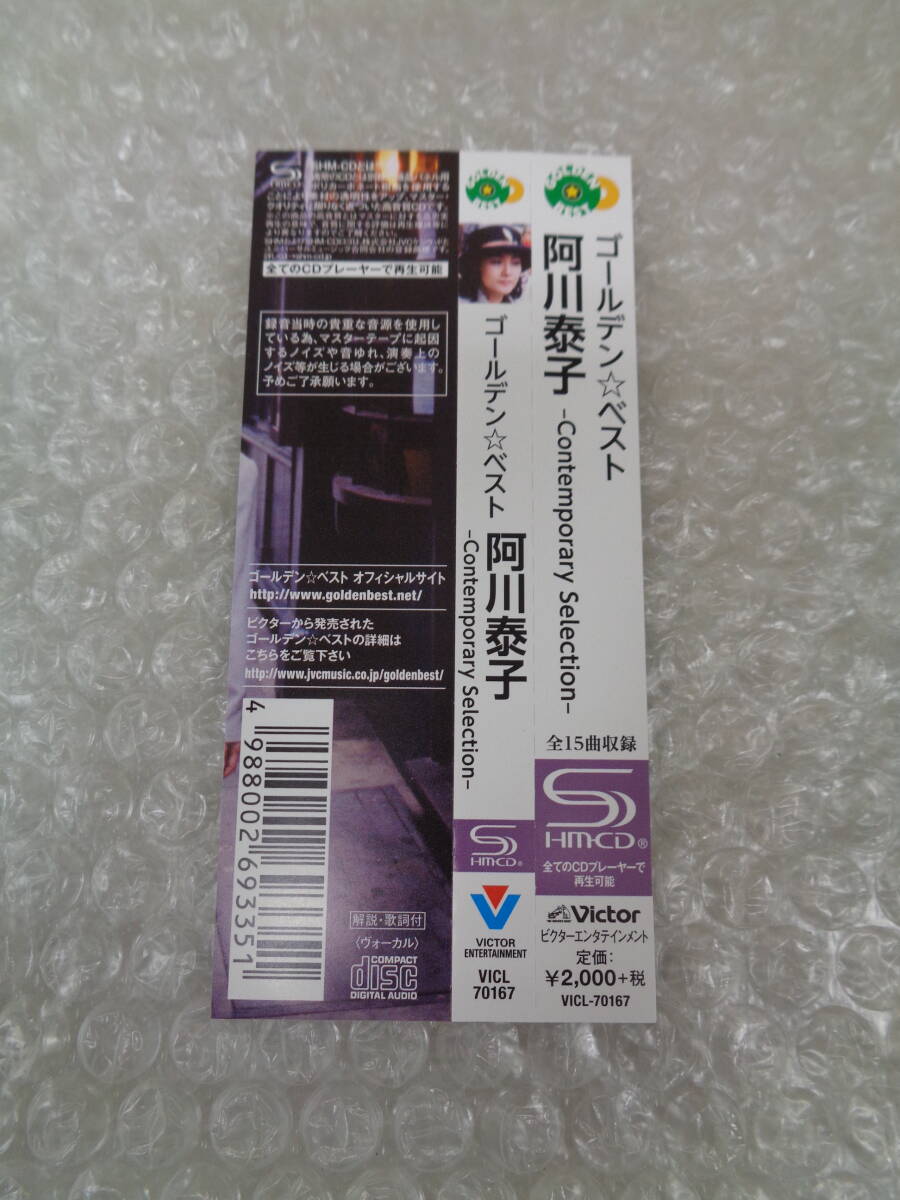 SHM-CDとは
全てのCDプレーヤーで再生可能
録音当時の貴重な音源を使用し
ている為、マスターテープに起因
するノイズや音ゆれ、演奏上の
ノイズ等が生じる場合がございます。
予めご了承願います。
ゴールデン☆ベスト オフィシャルサイト
http://www.goldenbest.net/
ビクターから発売された
ゴールデン☆ベストの詳細は
こちらをご覧下さい
http://www.jvcmusic.co.jp/goldenbest/
4 988002 693351
解説・歌詞付
〈ヴォーカル〉
COMPACT
disc
DIGITAL AUDIO
ゴールデン☆ベスト
阿川泰子
-Contemporary Selection-
SHM-CD®
VICTOR
ENTERTAINMENT
VICL
70167
GOLDEN
BEST
ゴールデン☆ベスト
阿川泰子
-Contemporary Selection-
全15曲収録
SHM-CD®
全てのCDプレーヤーで
再生可能
Victor
ビクターエンタテインメント
定価:
¥2,000+税
VICL-70167